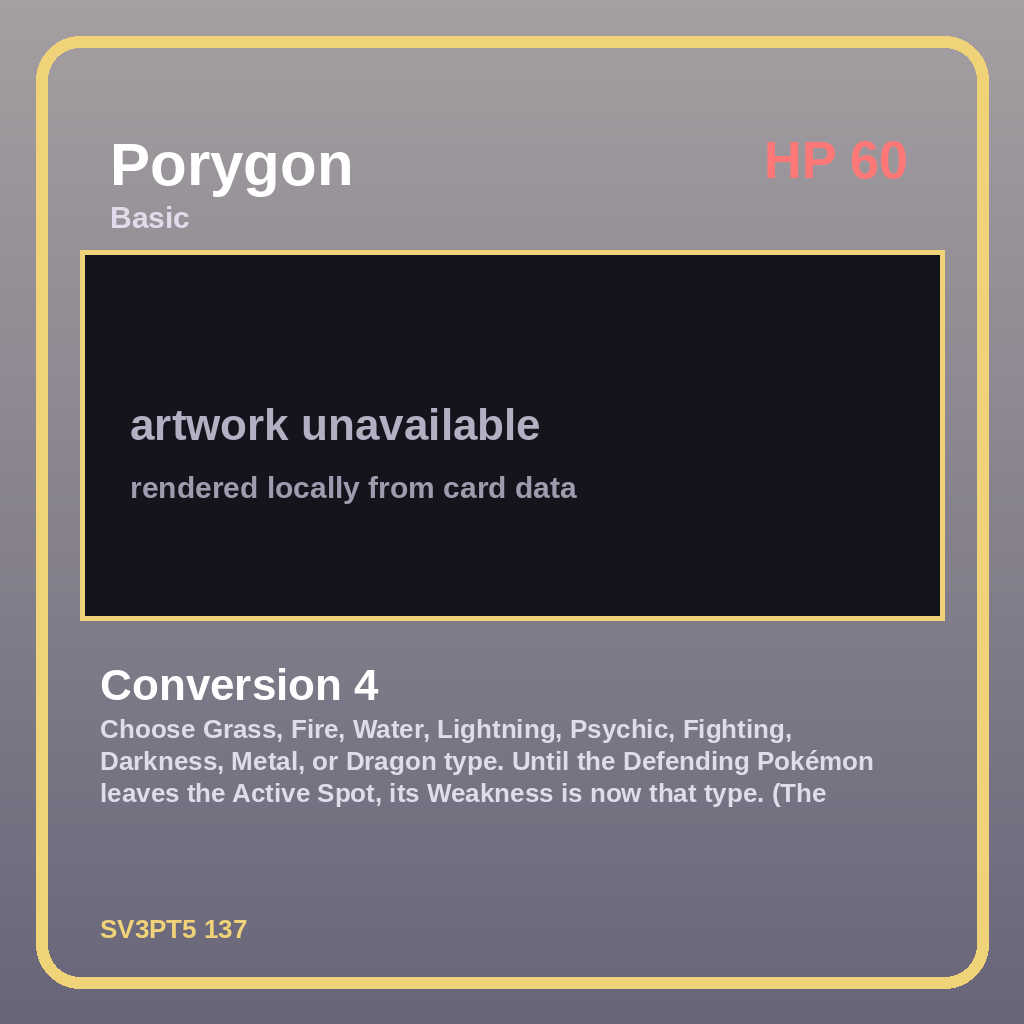 Porygon
HP 60
Basic
artwork unavailable
rendered locally from card data
Conversion 4
Choose Grass, Fire, Water, Lightning, Psychic, Fighting,
Darkness, Metal, or Dragon type. Until the Defending Pokémon
leaves the Active Spot, its Weakness is now that type. (The
SV3PT5 137